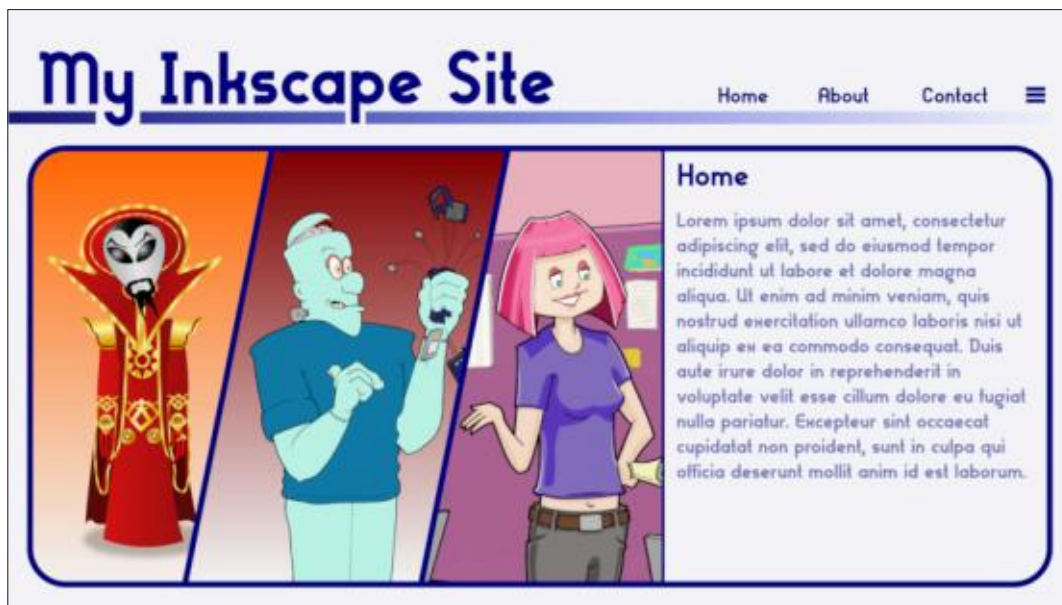 My Inkscape Site
Home About Contact
Home
Lorem ipsum dolor sit amet, consectetur
adipiscing elit, sed do eiusmod tempor
incididunt ut labore et dolore magna
aliqua. Ut enim ad minim veniam, quis
nostrud exercitation ullamco laboris nisi ut
aliquip ex ea commodo consequat. Duis
aute irure dolor in reprehenderit in
voluptate velit esse cillum dolore eu fugiat
nulla pariatur. Excepteur sint occaecat
cupidatat non proident, sunt in culpa qui
officia deserunt mollit anim id est laborum.